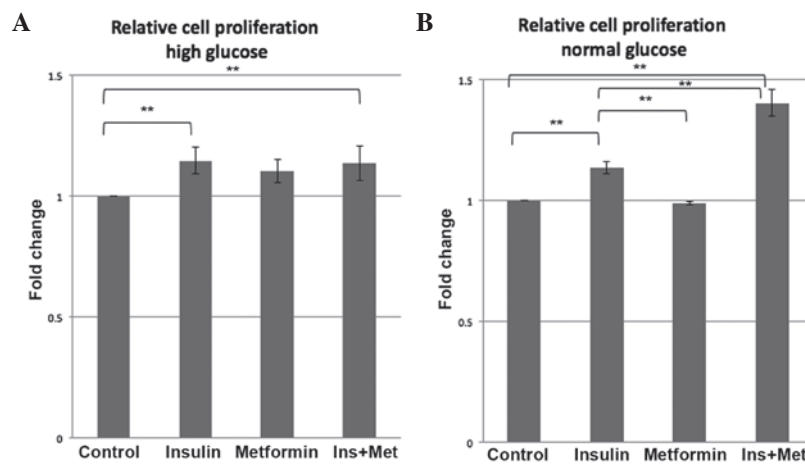 A
Relative cell proliferation
high glucose
Fold change
1.5
1
0.5
0
**
**
Control Insulin Metformin Ins+Met
B
Relative cell proliferation
normal glucose
Fold change
1.5
1
0.5
0
**
**
**
**
Control Insulin Metformin Ins+Met